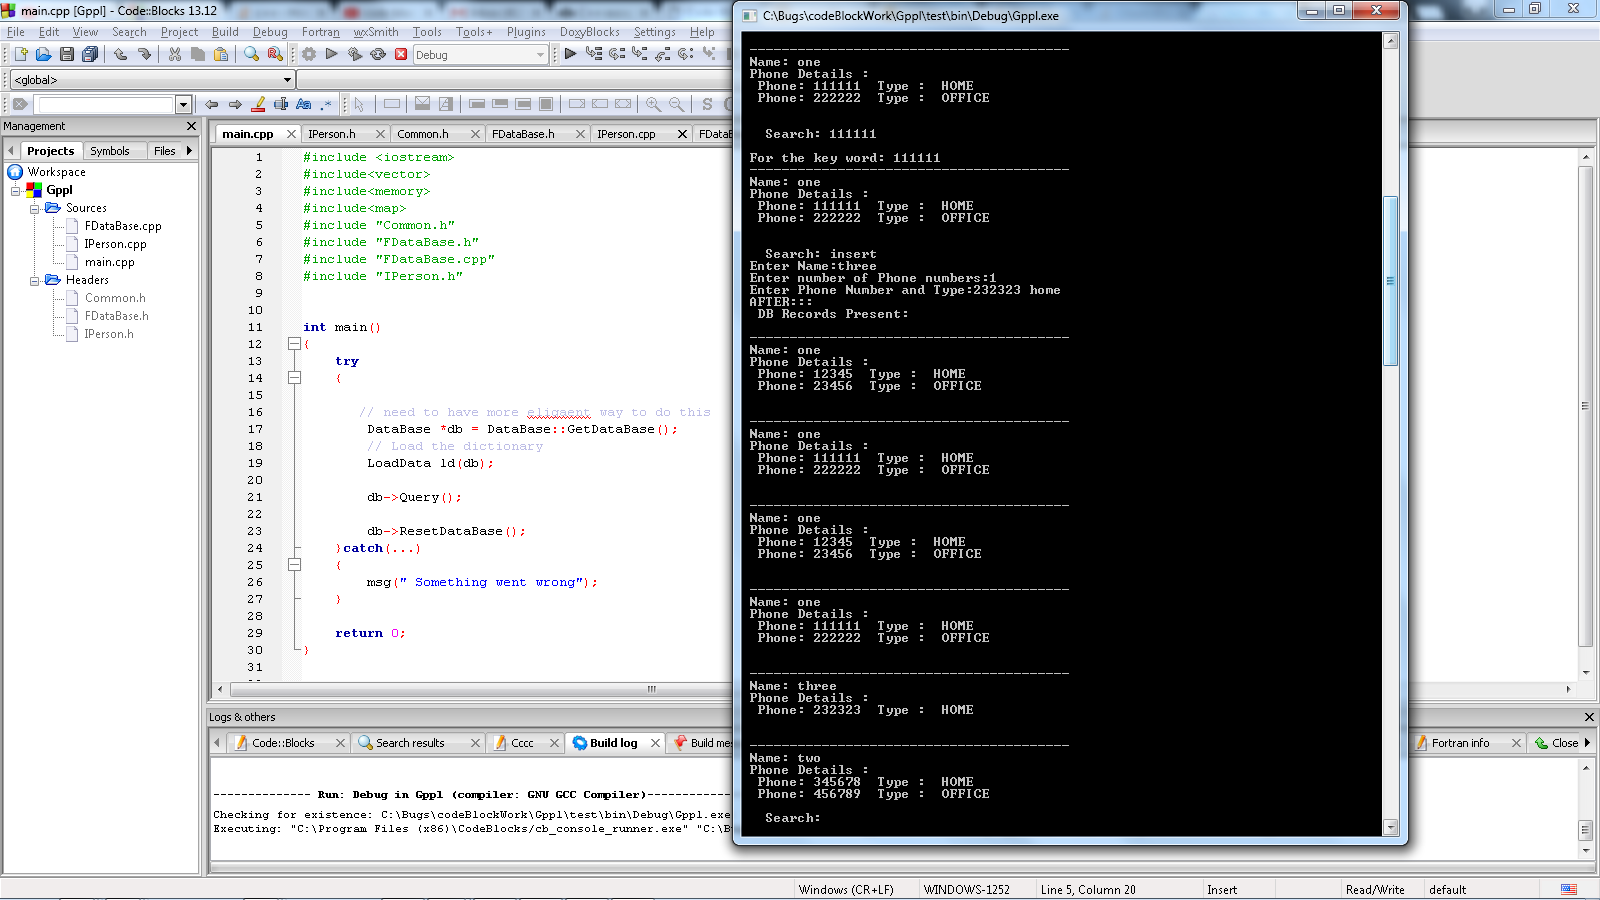 main.cpp [Gppl] - Code::Blocks 13.12
File Edit View Search Project Build Debug Fortran wxSmith Tools Tools+ Plugins DoxyBlocks Settings Help
Debug
<global>
Management
Projects Symbols Files
Workspace
Gppl
Sources
FDataBase.cpp
IPerson.cpp
main.cpp
Headers
Common.h
FDataBase.h
IPerson.h
main.cpp IPerson.h Common.h FDataBase.h IPerson.cpp FDataB
1 #include <iostream>
2 #include<vector>
3 #include<memory>
4 #include<map>
5 #include "Common.h"
6 #include "FDataBase.h"
7 #include "FDataBase.cpp"
8 #include "IPerson.h"
9
10
11 int main()
12 {
13 try
14 {
15
16 // need to have more eligaent way to do this
17 DataBase *db = DataBase::GetDataBase();
18 // Load the dictionary
19 LoadData ld(db);
20
21 db->Query();
22
23 db->ResetDataBase();
24 }catch(...)
25 {
26 msg(" Something went wrong");
27 }
28
29 return 0;
30 }
31
Logs & others
Code::Blocks Search results Cccc Build log Build mes Fortran info Close
-------------- Run: Debug in Gppl (compiler: GNU GCC Compiler)---------------
Checking for existence: C:\Bugs\codeBlockWork\Gppl\test\bin\Debug\Gppl.exe
Executing: "C:\Program Files (x86)\CodeBlocks/cb_console_runner.exe" "C:\B
Windows (CR+LF) WINDOWS-1252 Line 5, Column 20 Insert Read/Write default
C:\Bugs\codeBlockWork\Gppl\test\bin\Debug\Gppl.exe
________________________________________
Name: one
Phone Details :
Phone: 111111 Type : HOME
Phone: 222222 Type : OFFICE
Search: 111111
For the key word: 111111
----------------------------------------
Name: one
Phone Details :
Phone: 111111 Type : HOME
Phone: 222222 Type : OFFICE
Search: insert
Enter Name:three
Enter number of Phone numbers:1
Enter Phone Number and Type:232323 home
AFTER:::
DB Records Present:
________________________________________
Name: one
Phone Details :
Phone: 12345 Type : HOME
Phone: 23456 Type : OFFICE
________________________________________
Name: one
Phone Details :
Phone: 111111 Type : HOME
Phone: 222222 Type : OFFICE
________________________________________
Name: one
Phone Details :
Phone: 12345 Type : HOME
Phone: 23456 Type : OFFICE
________________________________________
Name: one
Phone Details :
Phone: 111111 Type : HOME
Phone: 222222 Type : OFFICE
________________________________________
Name: three
Phone Details :
Phone: 232323 Type : HOME
________________________________________
Name: two
Phone Details :
Phone: 345678 Type : HOME
Phone: 456789 Type : OFFICE
Search: